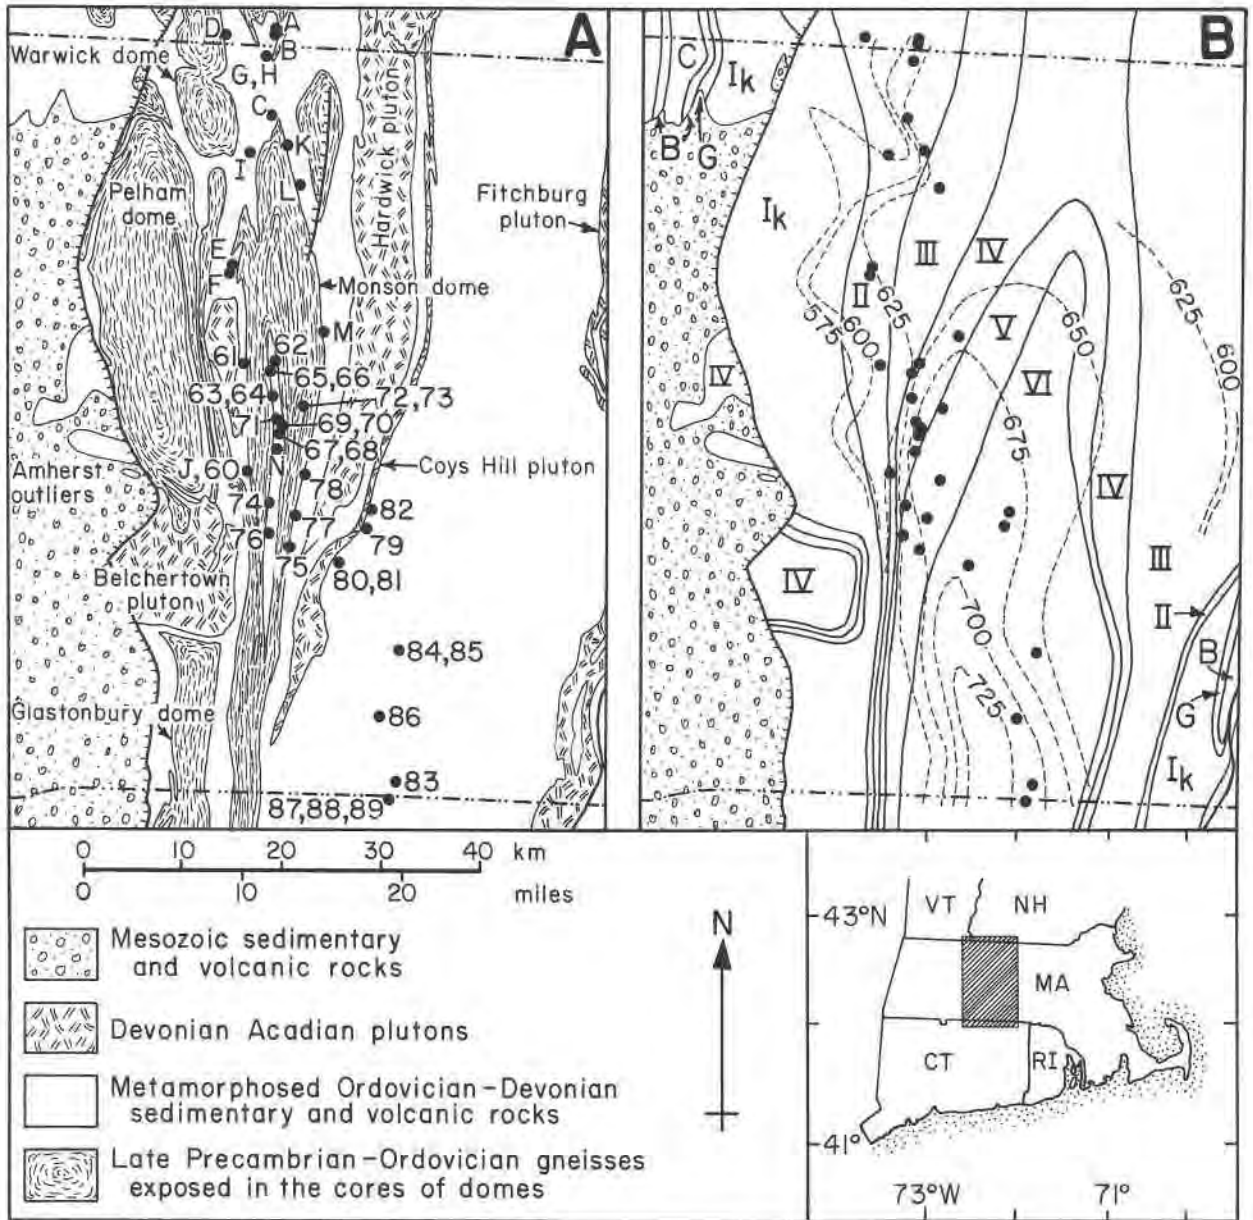 A
B
D
A
B
G,H
C
K
I
L
E
F
M
Warwick dome
Pelham
dome
Hardwick pluton
Fitchburg
pluton
Monson dome
61
62
65,66
63,64
72,73
71
69,70
67,68
N
J,60
Coys Hill pluton
Amherst
outliers
74
78
77
82
76
75
79
80,81
Belchertown
pluton
84,85
86
Glastonbury dome
83
87,88,89
C
Ik
B
G
Ik
III
IV
II
V
VI
575
600
625
650
675
625
600
IV
IV
IV
III
II
B
G
Ik
700
725
0 10 20 30 40 km
0 10 20 miles
Mesozoic sedimentary
and volcanic rocks
Devonian Acadian plutons
Metamorphosed Ordovician–Devonian
sedimentary and volcanic rocks
Late Precambrian–Ordovician gneisses
exposed in the cores of domes
N
43°N
VT
NH
MA
CT
RI
41°
73°W
71°